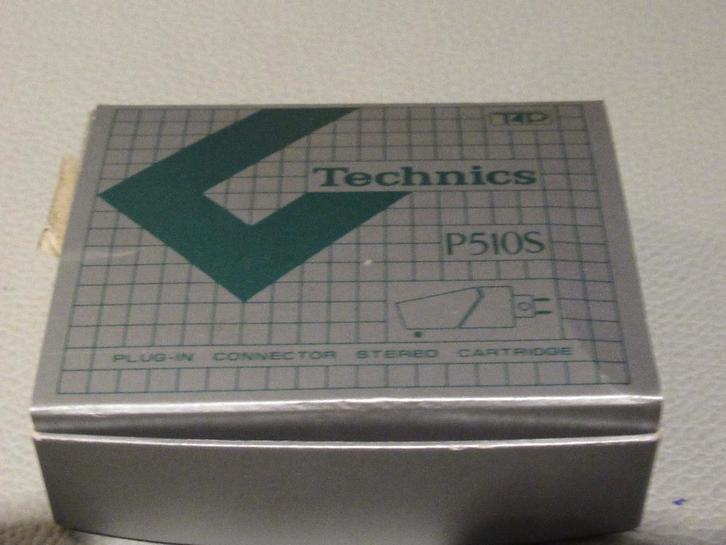 T4P
Technics
P510S
PLUG-IN CONNECTOR STEREO CARTRIDGE